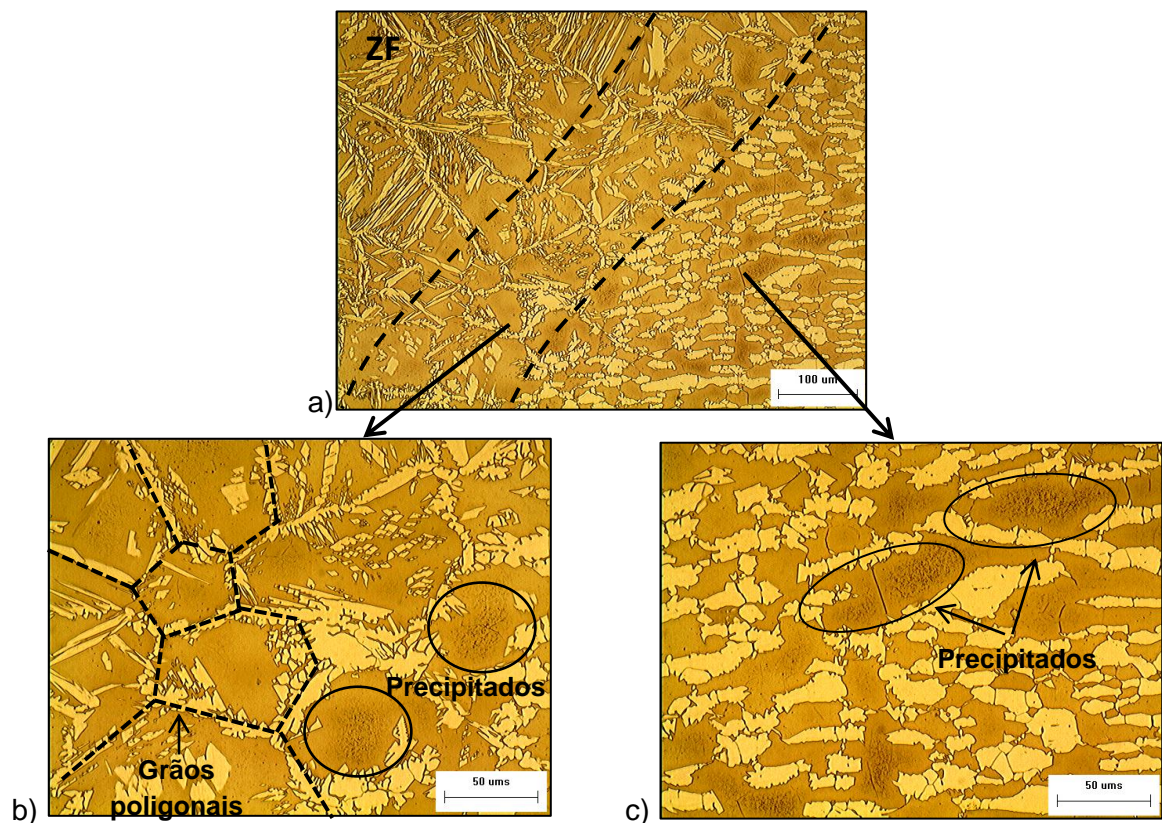 ZF
100 um
a)
Precipitados
Grãos
poligonais
50 ums
b)
Precipitados
50 ums
c)